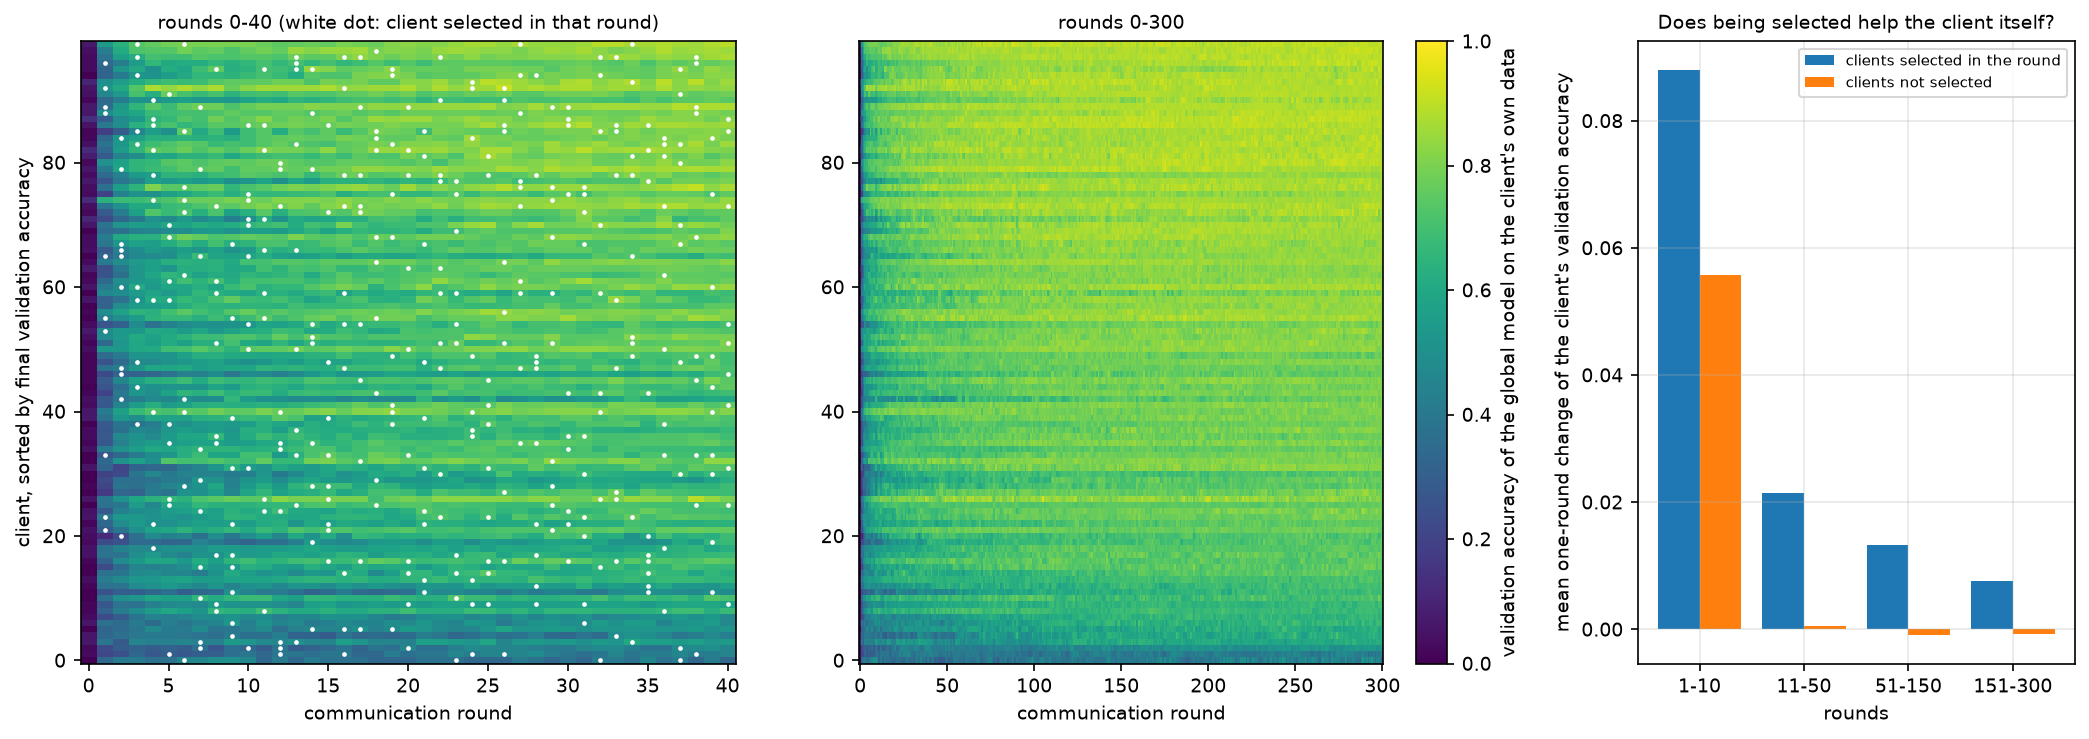 rounds 0-40 (white dot: client selected in that round)
client, sorted by final validation accuracy
80
60
40
20
0
0 5 10 15 20 25 30 35 40
communication round
rounds 0-300
80
60
40
20
0
0 50 100 150 200 250 300
communication round
1.0
0.8
0.6
0.4
0.2
0.0
validation accuracy of the global model on the client's own data
Does being selected help the client itself?
clients selected in the round
clients not selected
mean one-round change of the client's validation accuracy
0.08
0.06
0.04
0.02
0.00
1-10 11-50 51-150 151-300
rounds